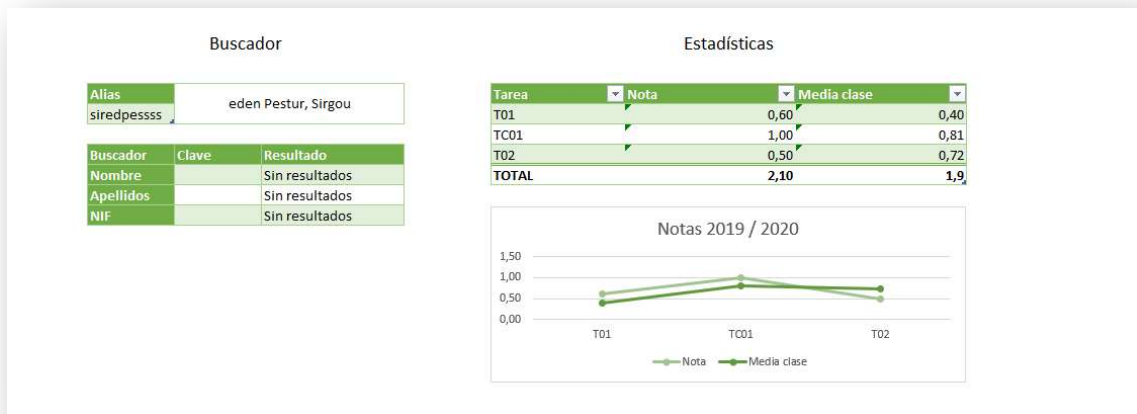 Buscador
Estadísticas
Alias
siredpessss
eden Pestur, Sirgou
Buscador Clave Resultado
Nombre Sin resultados
Apellidos Sin resultados
NIF Sin resultados
Tarea Nota Media clase
T01 0,60 0,40
TC01 1,00 0,81
T02 0,50 0,72
TOTAL 2,10 1,9
Notas 2019 / 2020
1,50
1,00
0,50
0,00
T01 TC01 T02
Nota Media clase